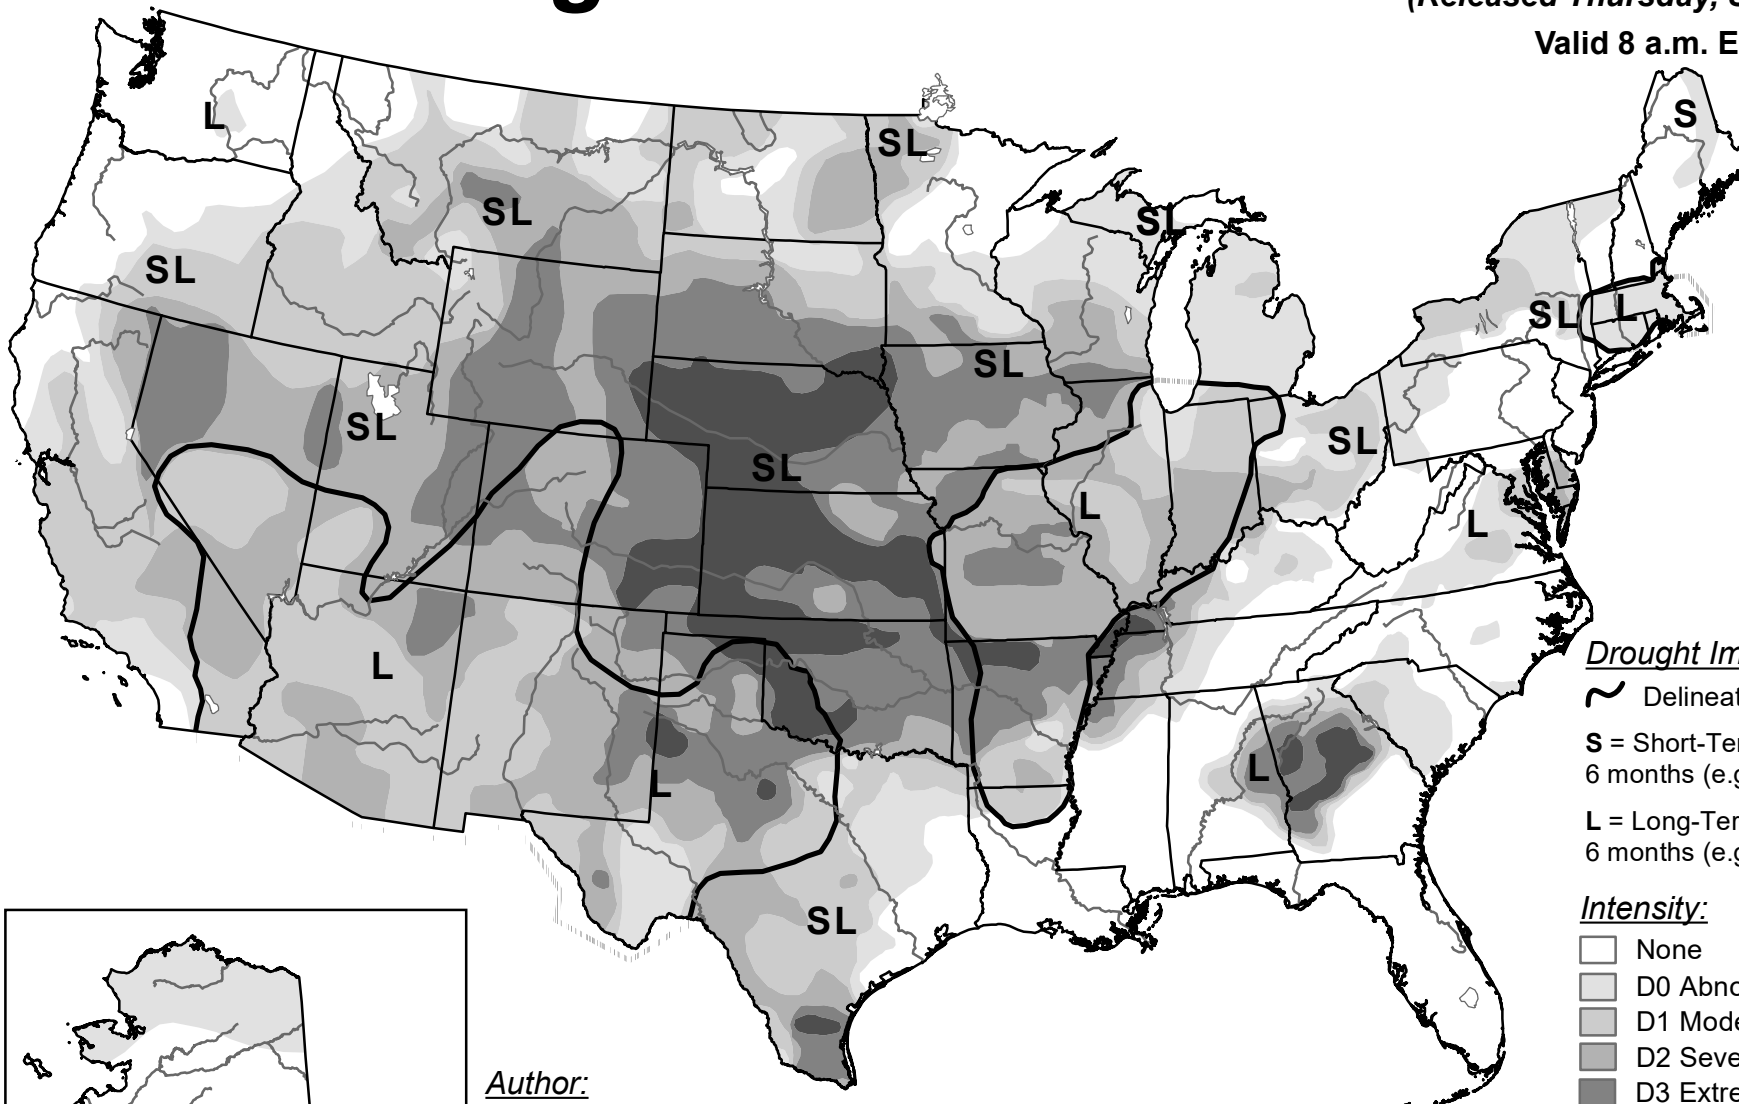 (Released Thursday,
Valid 8 a.m. E
S
L
SL
SL
SL
SL
SL
SL
L
SL
SL
SL
SL
L
L
L
L
L
SL
Drought Im
Delineat
S = Short-Ter
6 months (e.g
L = Long-Ter
6 months (e.g
Intensity:
None
D0 Abno
D1 Mode
D2 Seve
D3 Extre
Author: